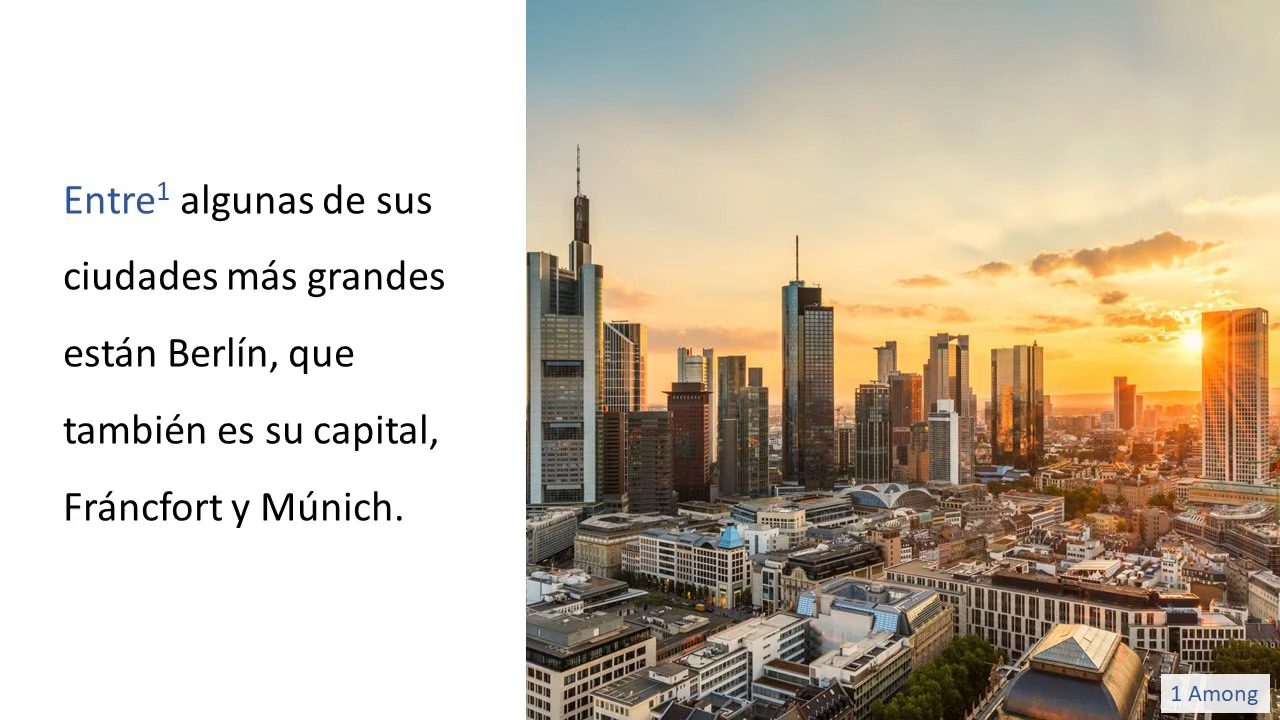 Entre¹ algunas de sus
ciudades más grandes
están Berlín, que
también es su capital,
Fráncfort y Múnich.
1 Among